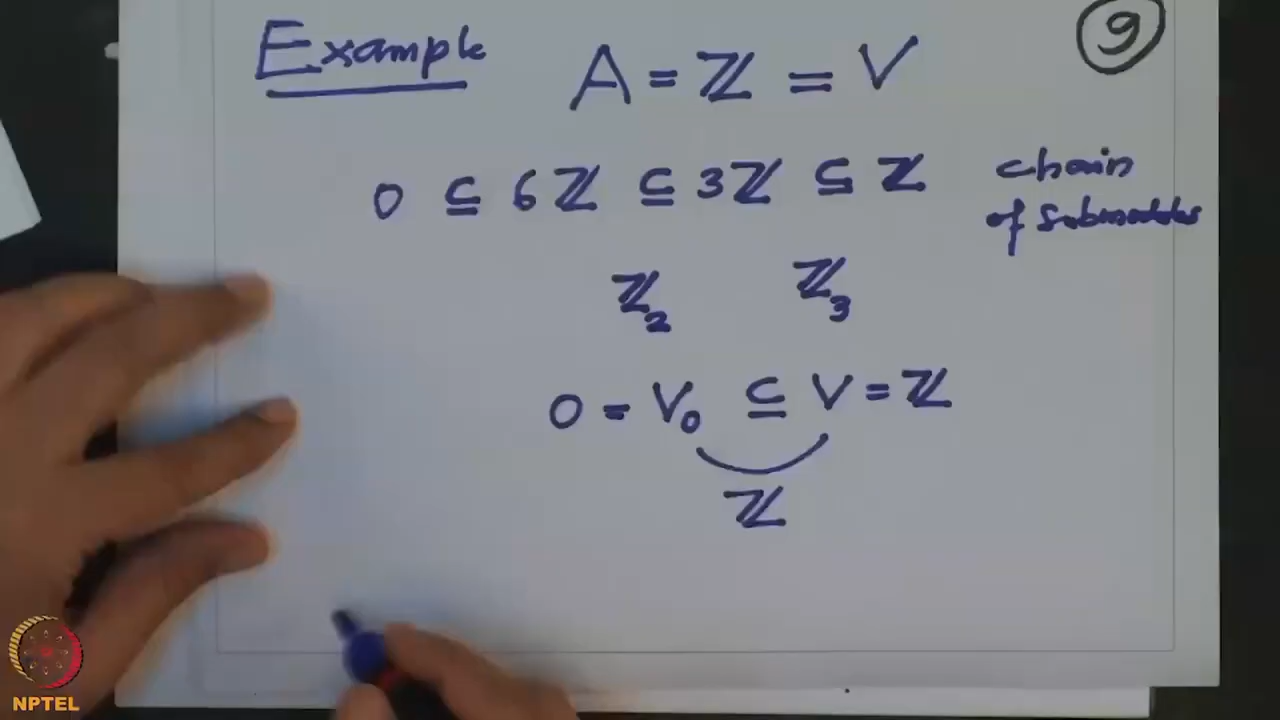 Example A = ℤ = V ⑨
0 ⊆ 6ℤ ⊆ 3ℤ ⊆ ℤ chain
of submodules
ℤ₂ ℤ₃
0 = V₀ ⊆ V = ℤ
ℤ
NPTEL